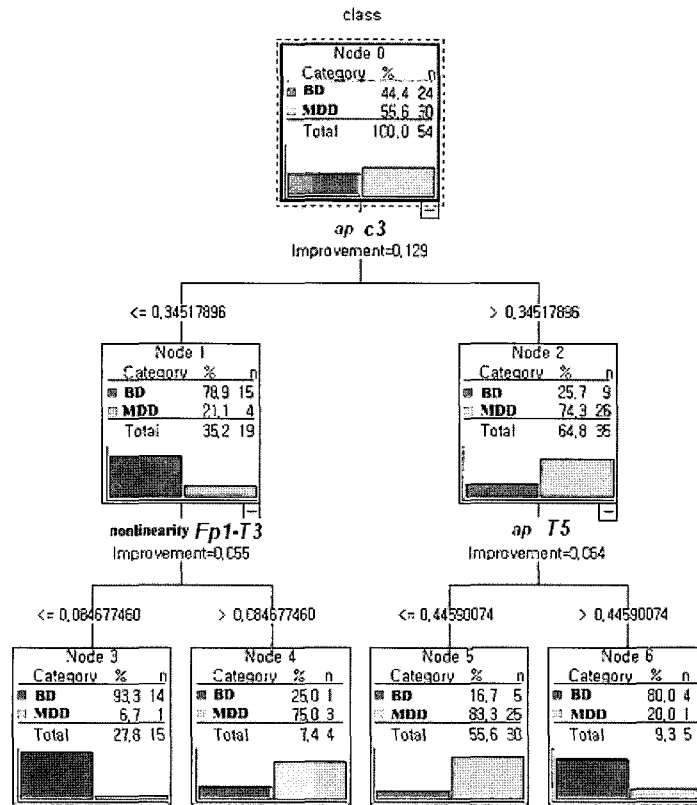 class
Node 0
Category % n
BD 44,4 24
MDD 55,6 30
Total 100,0 54
ap c3
Improvement=0,129
<= 0,34517896
> 0,34517896
Node 1
Category % n
BD 78,9 15
MDD 21,1 4
Total 35,2 19
Node 2
Category % n
BD 25,7 9
MDD 74,3 26
Total 64,8 35
nonlinearity Fp1-T3
Improvement=0,055
ap T5
Improvement=0,064
<= 0,084677460
> 0,084677460
<= 0,44590074
> 0,44590074
Node 3
Category % n
BD 93,3 14
MDD 6,7 1
Total 27,8 15
Node 4
Category % n
BD 25,0 1
MDD 75,0 3
Total 7,4 4
Node 5
Category % n
BD 16,7 5
MDD 83,3 25
Total 55,6 30
Node 6
Category % n
BD 80,0 4
MDD 20,0 1
Total 9,3 5